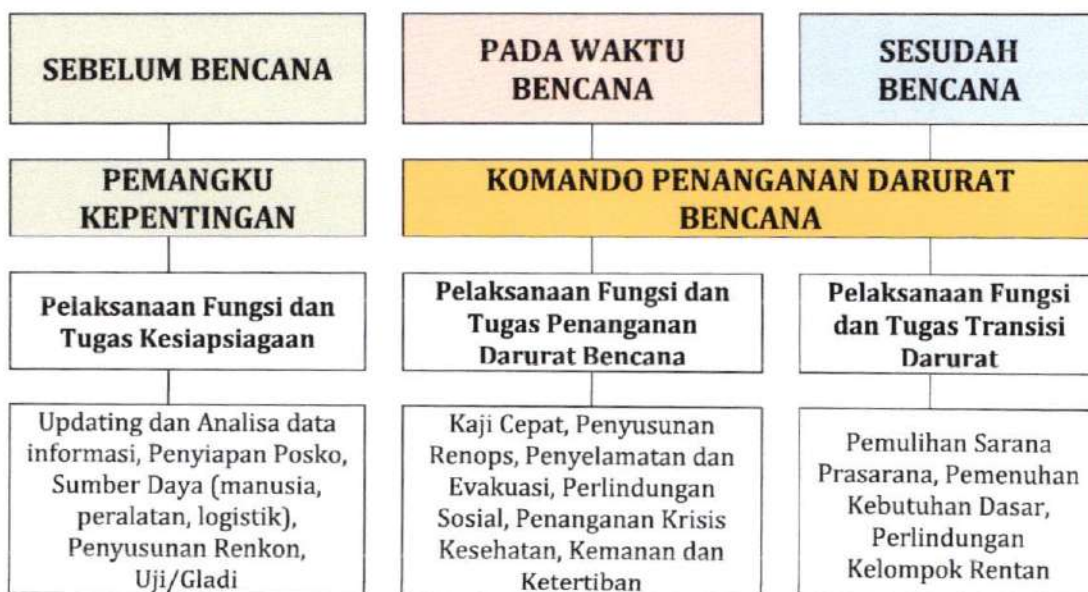 SEBELUM BENCANA
PADA WAKTU
BENCANA
SESUDAH
BENCANA
PEMANGKU
KEPENTINGAN
KOMANDO PENANGANAN DARURAT
BENCANA
Pelaksanaan Fungsi dan
Tugas Kesiapsiagaan
Pelaksanaan Fungsi dan
Tugas Penanganan
Darurat Bencana
Pelaksanaan Fungsi
dan Tugas Transisi
Darurat
Updating dan Analisa data
informasi, Penyiapan Posko,
Sumber Daya (manusia,
peralatan, logistik),
Penyusunan Renkon,
Uji/Gladi
Kaji Cepat, Penyusunan
Renops, Penyelamatan dan
Evakuasi, Perlindungan
Sosial, Penanganan Krisis
Kesehatan, Kemanan dan
Ketertiban
Pemulihan Sarana
Prasarana, Pemenuhan
Kebutuhan Dasar,
Perlindungan
Kelompok Rentan